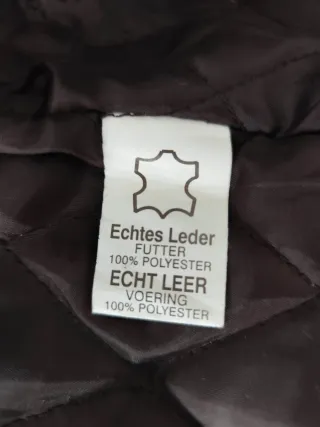 Echtes Leder
FUTTER
100% POLYESTER
ECHT LEER
VOERING
100% POLYESTER